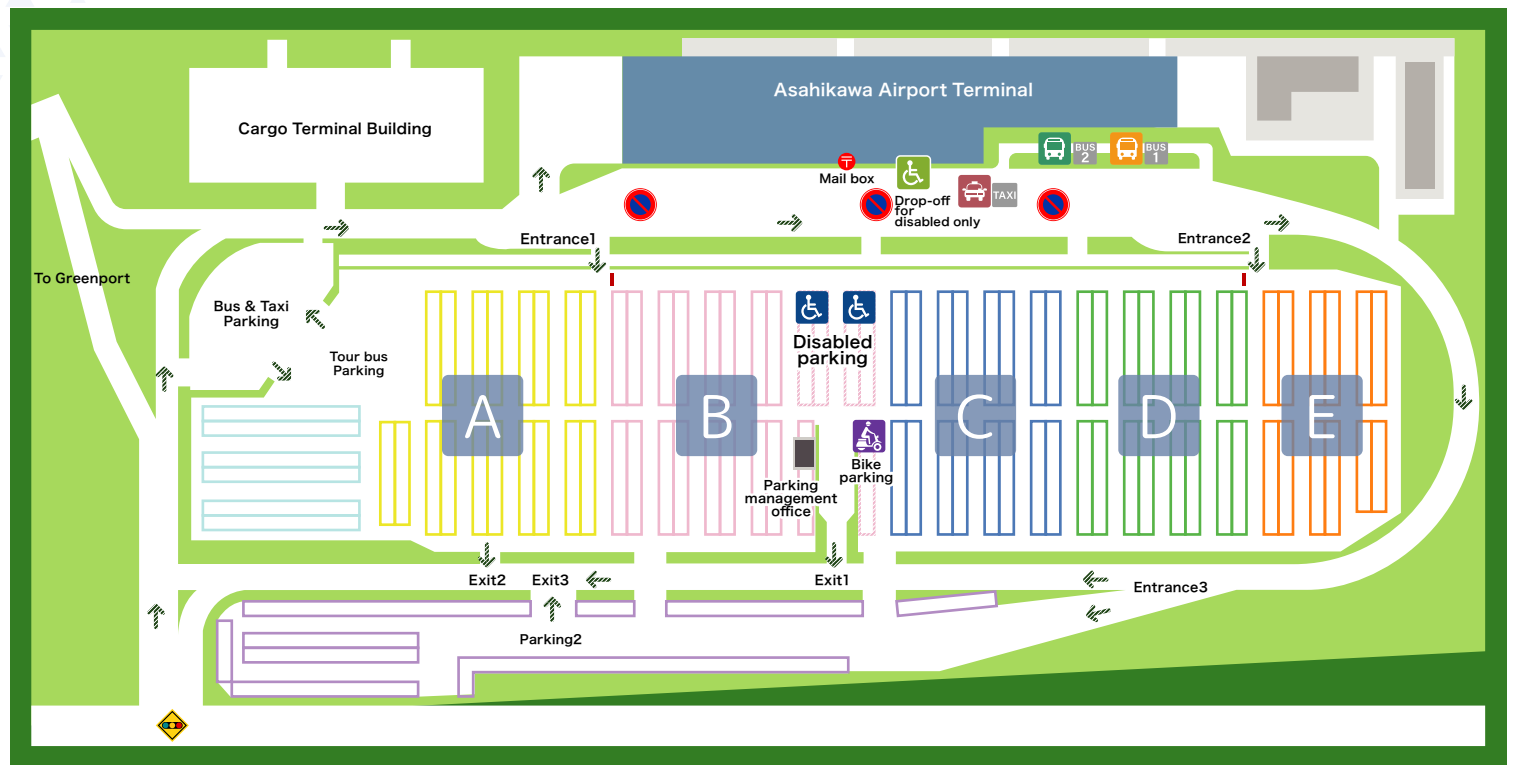 Asahikawa Airport Terminal
Cargo Terminal Building
BUS
2
BUS
1
〒
Mail box
TAXI
Drop-off
for
disabled only
Entrance1
Entrance2
To Greenport
Bus & Taxi
Parking
Tour bus
Parking
Disabled
parking
A
B
C
D
E
Bike
parking
Parking
management
office
Exit2
Exit3
Exit1
Entrance3
Parking2